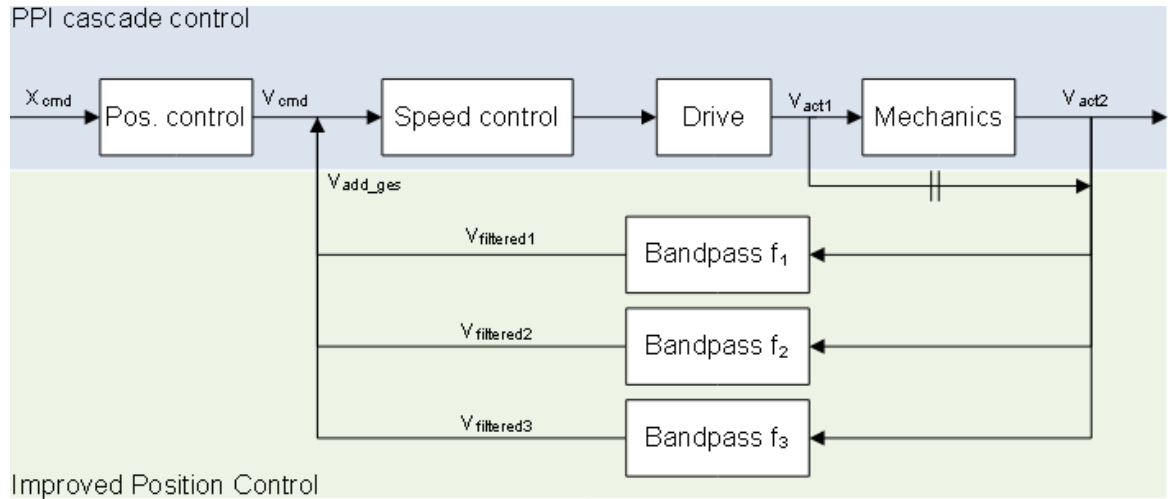 PPI cascade control
X cmd
Pos. control
V cmd
Speed control
Drive
V act1
Mechanics
V act2
V add_ges
V filtered1
Bandpass f1
V filtered2
Bandpass f2
V filtered3
Bandpass f3
Improved Position Control